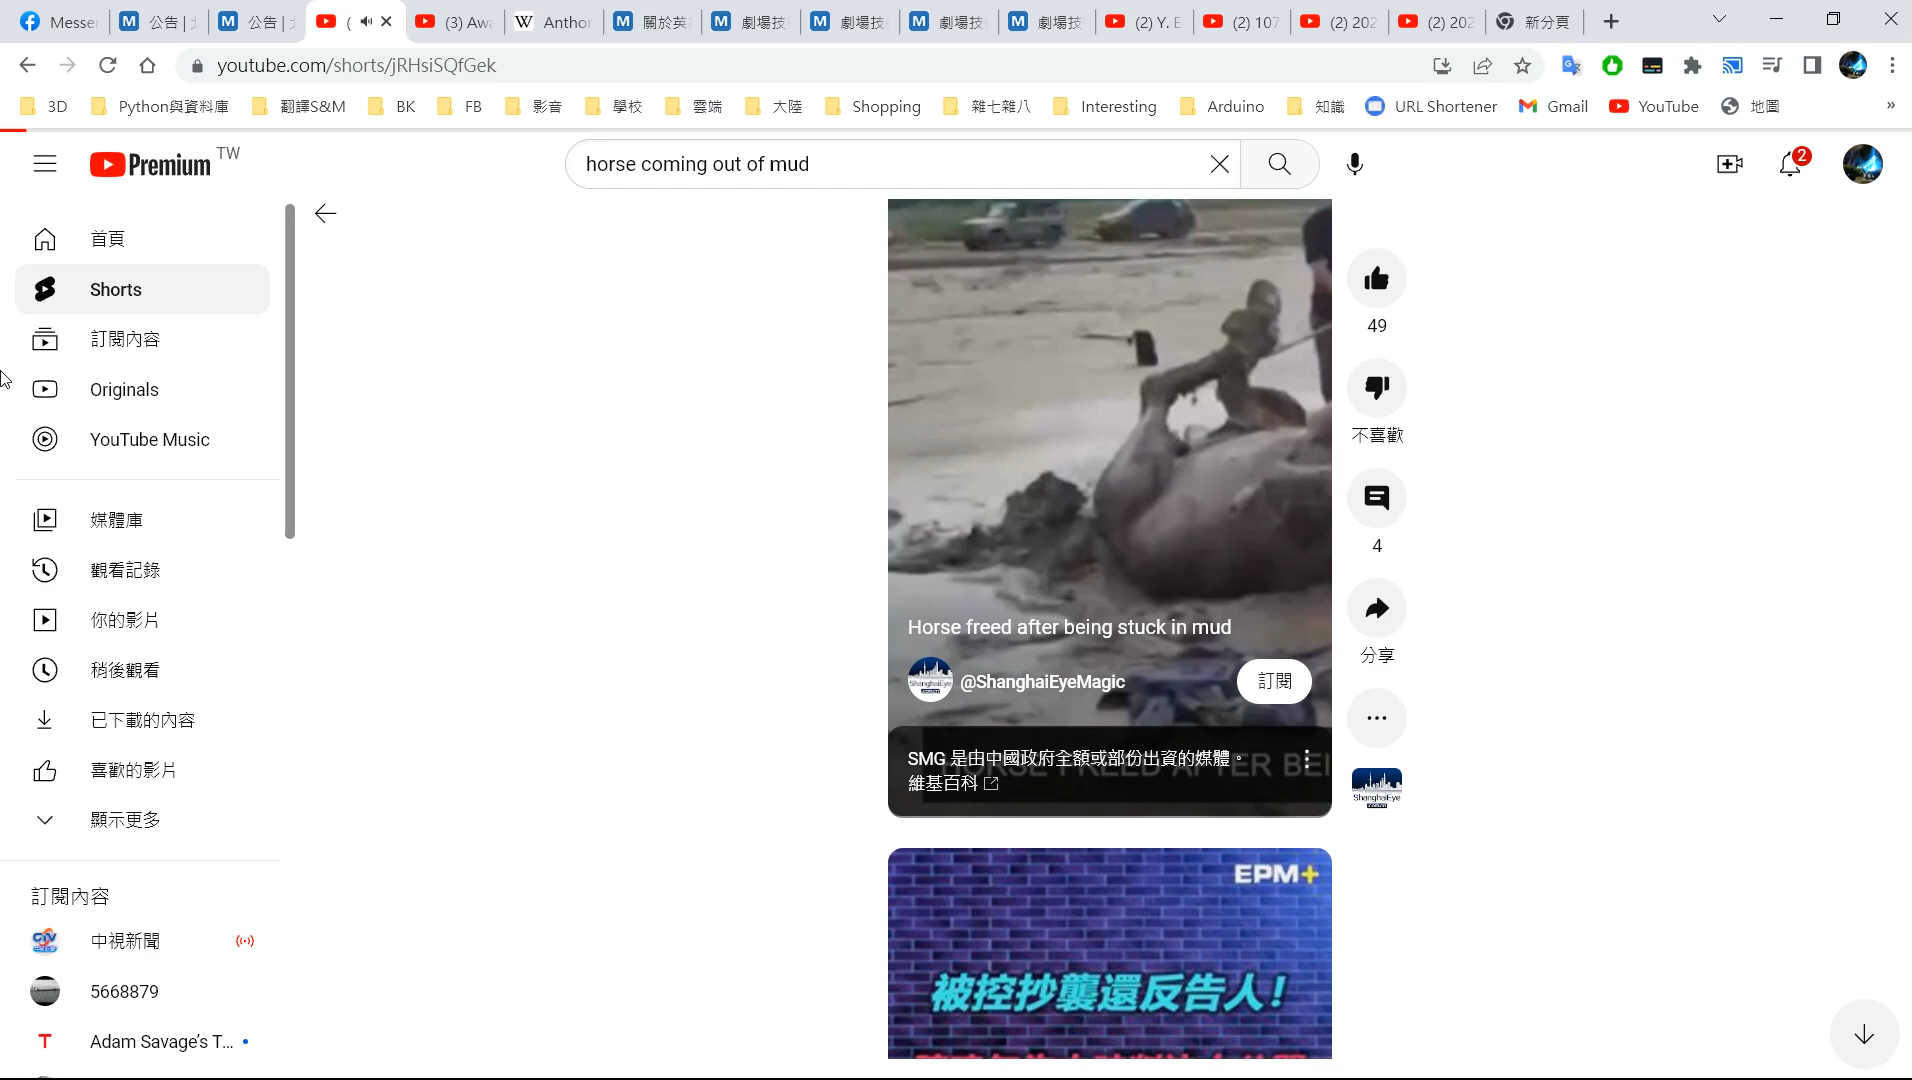 Messen
公告 |
公告 |
(
(3) Awa
Anthon
關於英
劇場技
劇場技
劇場技
劇場技
(2) Y. E
(2) 107
(2) 202
(2) 202
新分頁
youtube.com/shorts/jRHsiSQfGek
3D
Python與資料庫
翻譯S&M
BK
FB
影音
學校
雲端
大陸
Shopping
雜七雜八
Interesting
Arduino
知識
URL Shortener
Gmail
YouTube
地圖
»
Premium TW
horse coming out of mud
2
首頁
Shorts
訂閱內容
Originals
YouTube Music
媒體庫
觀看記錄
你的影片
稍後觀看
已下載的內容
喜歡的影片
顯示更多
訂閱內容
中視新聞
5668879
Adam Savage's T...
49
不喜歡
4
分享
Horse freed after being stuck in mud
@ShanghaiEyeMagic
訂閱
SMG 是由中國政府全額或部份出資的媒體。
維基百科
ShanghaiEye
EPM+
被控抄襲還反告人!